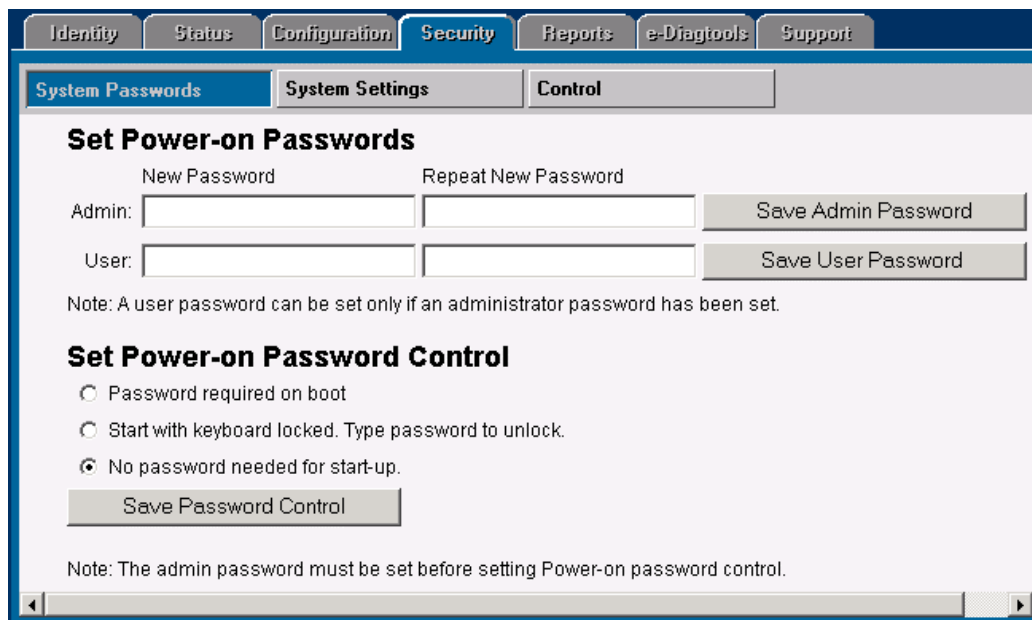 Identity Status Configuration Security Reports e-Diagtools Support
System Passwords System Settings Control
Set Power-on Passwords
New Password Repeat New Password
Admin: Save Admin Password
User: Save User Password
Note: A user password can be set only if an administrator password has been set.
Set Power-on Password Control
Password required on boot
Start with keyboard locked. Type password to unlock.
No password needed for start-up.
Save Password Control
Note: The admin password must be set before setting Power-on password control.